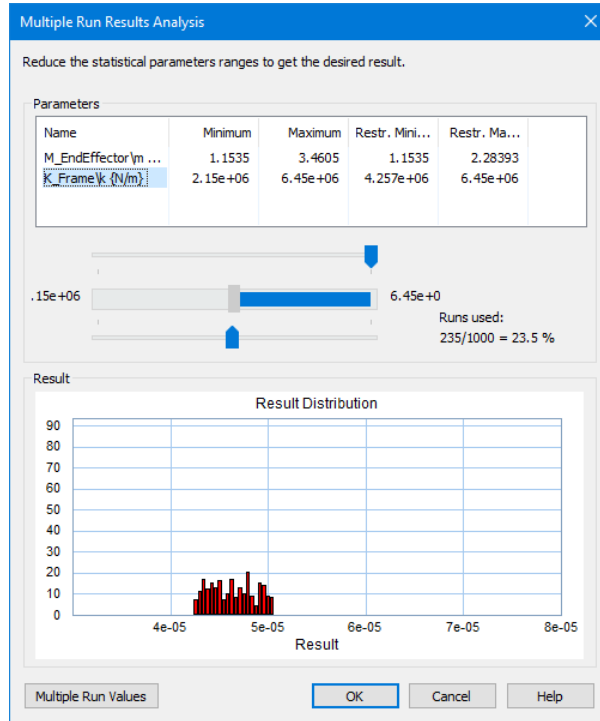 Multiple Run Results Analysis
Reduce the statistical parameters ranges to get the desired result.
Parameters
Name Minimum Maximum Restr. Mini... Restr. Ma...
M_EndEffector\m ... 1.1535 3.4605 1.1535 2.28393
K_Frame\k {N/m} 2.15e+06 6.45e+06 4.257e+06 6.45e+06
.15e+06 6.45e+0
Runs used:
235/1000 = 23.5 %
Result
Result Distribution
90
80
70
60
50
40
30
20
10
0
4e-05 5e-05 6e-05 7e-05 8e-05
Result
Multiple Run Values OK Cancel Help